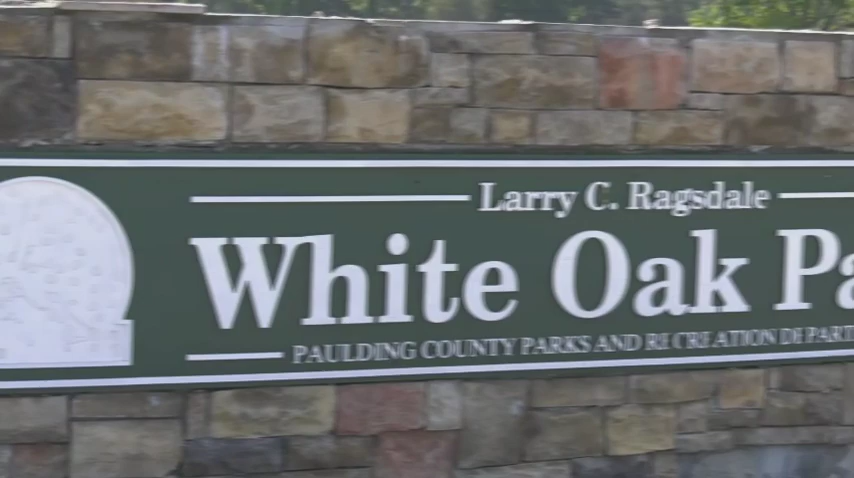 Larry C. Ragsdale
White Oak Pa
PAULDING COUNTY PARKS AND RECREATION DEPART